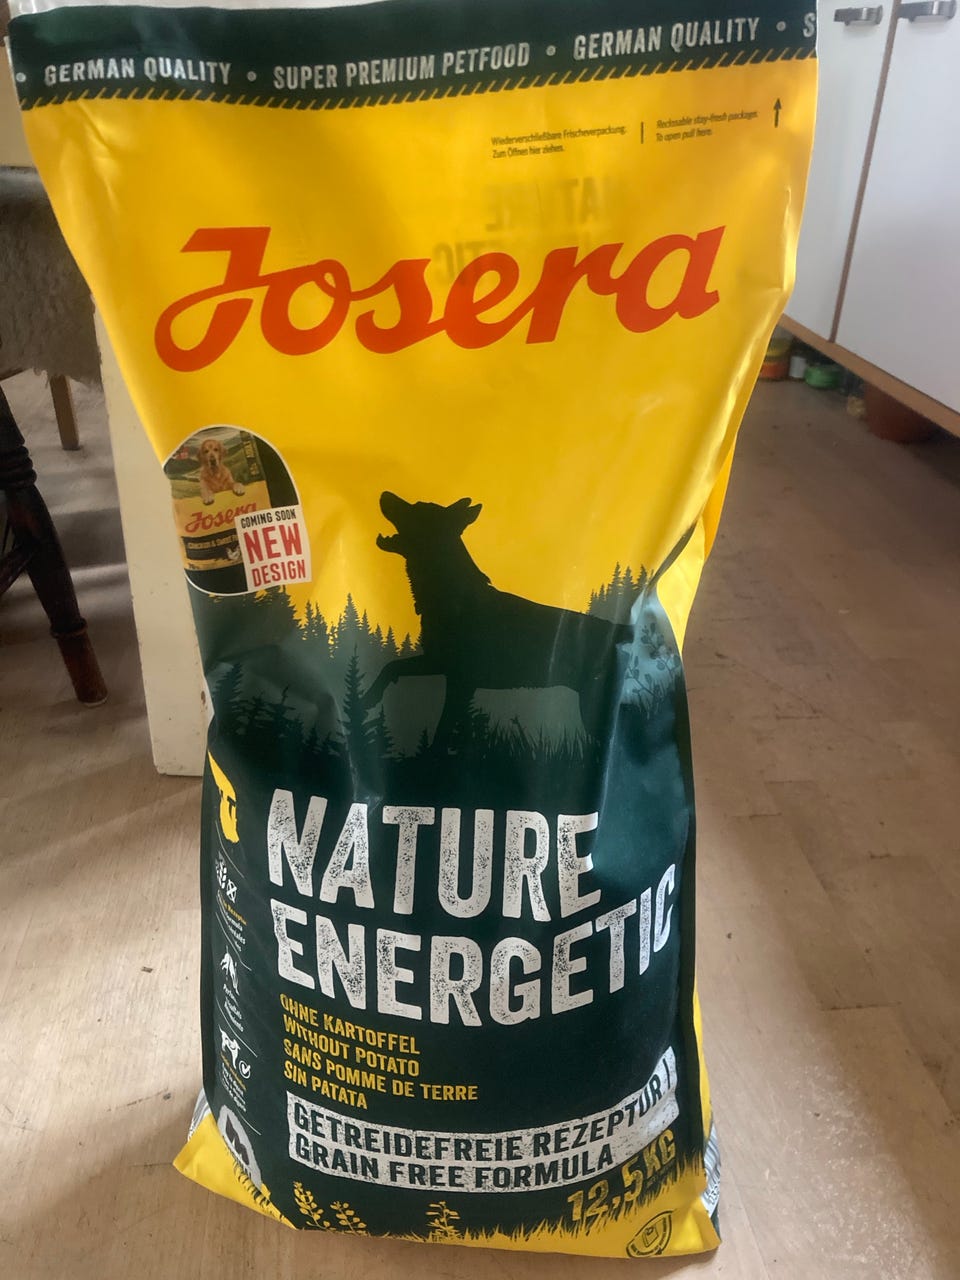 GERMAN QUALITY • SUPER PREMIUM PETFOOD • GERMAN QUALITY • S
Wiederverschließbare Frischeverpackung.
Zum Öffnen hier ziehen.
Reclosable stay-fresh packages.
To open pull here.
Josera
Josera
COMING SOON
NEW
DESIGN
NATURE
ENERGETIC
OHNE KARTOFFEL
WITHOUT POTATO
SANS POMME DE TERRE
SIN PATATA
GETREIDEFREIE REZEPTUR
GRAIN FREE FORMULA
12,5KG